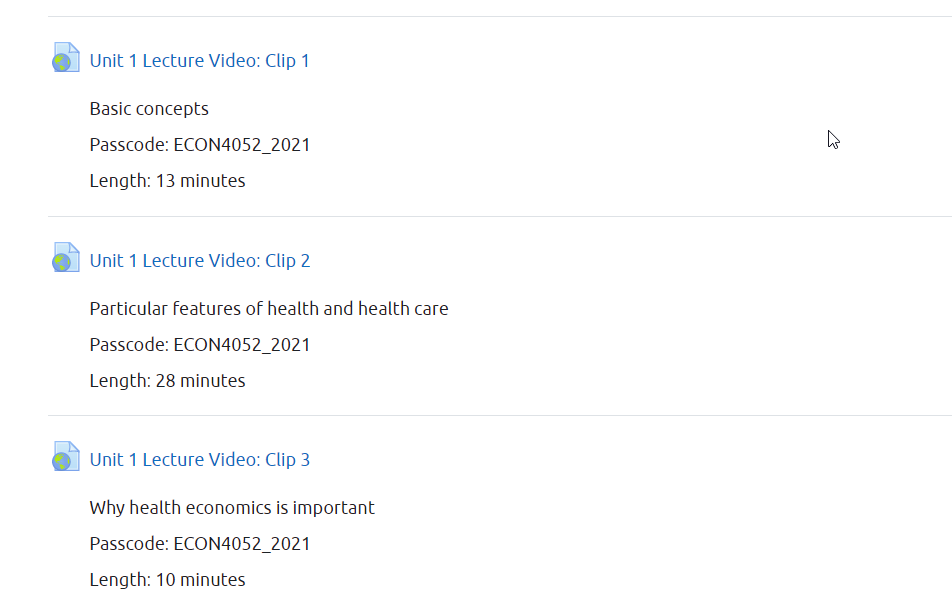 Unit 1 Lecture Video: Clip 1
Basic concepts
Passcode: ECON4052_2021
Length: 13 minutes
Unit 1 Lecture Video: Clip 2
Particular features of health and health care
Passcode: ECON4052_2021
Length: 28 minutes
Unit 1 Lecture Video: Clip 3
Why health economics is important
Passcode: ECON4052_2021
Length: 10 minutes